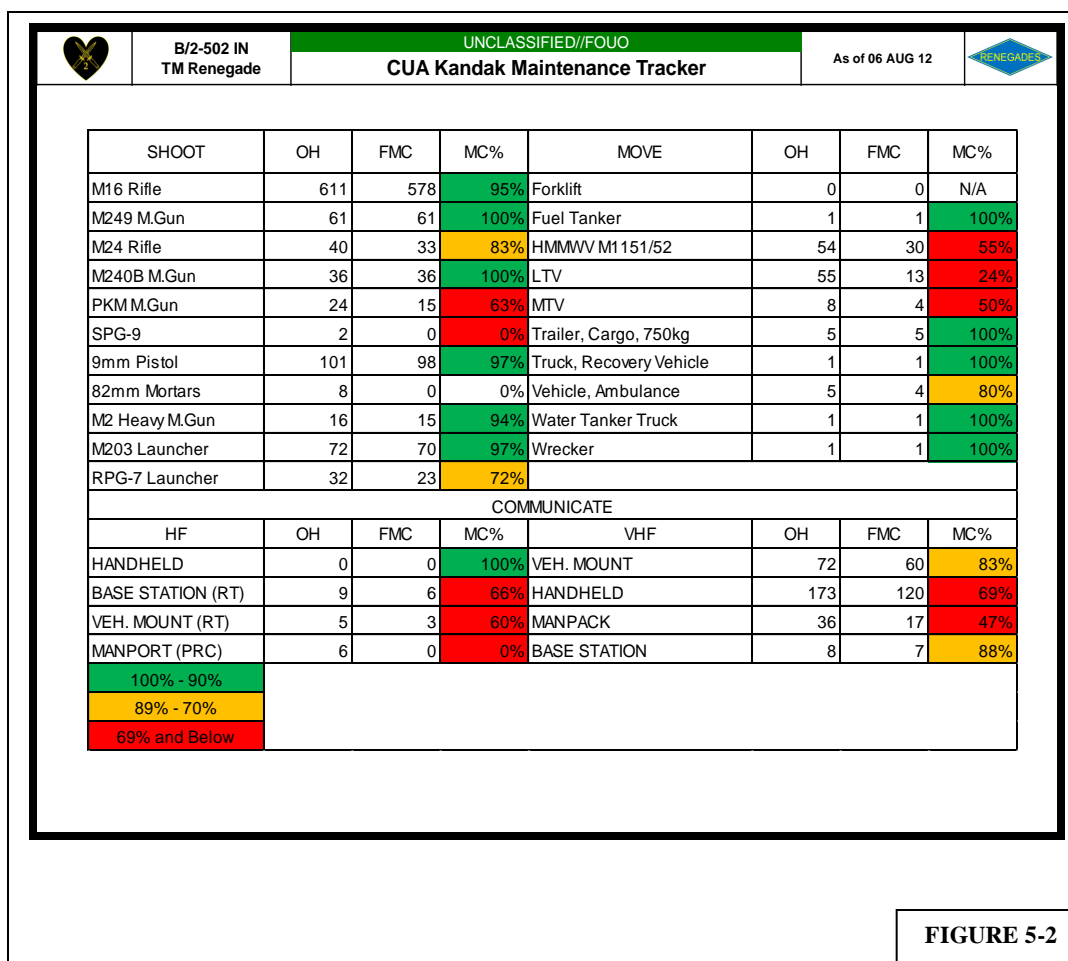 B/2-502 IN
TM Renegade
UNCLASSIFIED//FOUO
CUA Kandak Maintenance Tracker
As of 06 AUG 12
RENEGADES
2
SHOOT OH FMC MC% MOVE OH FMC MC%
M16 Rifle 611 578 95% Forklift 0 0 N/A
M249 M.Gun 61 61 100% Fuel Tanker 1 1 100%
M24 Rifle 40 33 83% HMMWV M1151/52 54 30 55%
M240B M.Gun 36 36 100% LTV 55 13 24%
PKM M.Gun 24 15 63% MTV 8 4 50%
SPG-9 2 0 0% Trailer, Cargo, 750kg 5 5 100%
9mm Pistol 101 98 97% Truck, Recovery Vehicle 1 1 100%
82mm Mortars 8 0 0% Vehicle, Ambulance 5 4 80%
M2 Heavy M.Gun 16 15 94% Water Tanker Truck 1 1 100%
M203 Launcher 72 70 97% Wrecker 1 1 100%
RPG-7 Launcher 32 23 72%
COMMUNICATE
HF OH FMC MC% VHF OH FMC MC%
HANDHELD 0 0 100% VEH. MOUNT 72 60 83%
BASE STATION (RT) 9 6 66% HANDHELD 173 120 69%
VEH. MOUNT (RT) 5 3 60% MANPACK 36 17 47%
MANPORT (PRC) 6 0 0% BASE STATION 8 7 88%
100% - 90%
89% - 70%
69% and Below
FIGURE 5-2